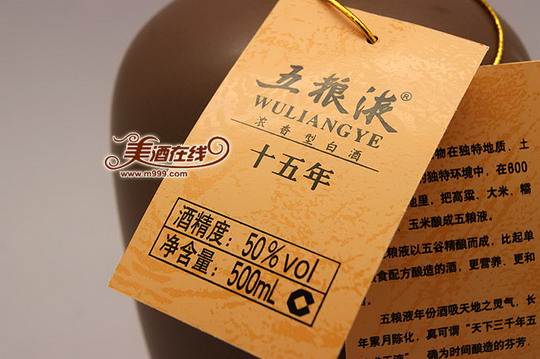 五粮液®
WULIANGYE
浓香型白酒
十五年
酒精度：50%vol
净含量：500mL
美酒在线
www.m999.com
物在独特地质、土
的独特环境中，在600
地里，把高粱、大米、糯
玉米酿成五粮液。
粮液以五谷精酿而成，比起单
食配方酿造的酒，更营养、更和
五粮液年份酒吸天地之灵气，长
年累月陈化，真可谓“天下三千年五
确为时间酿造的芬芳，